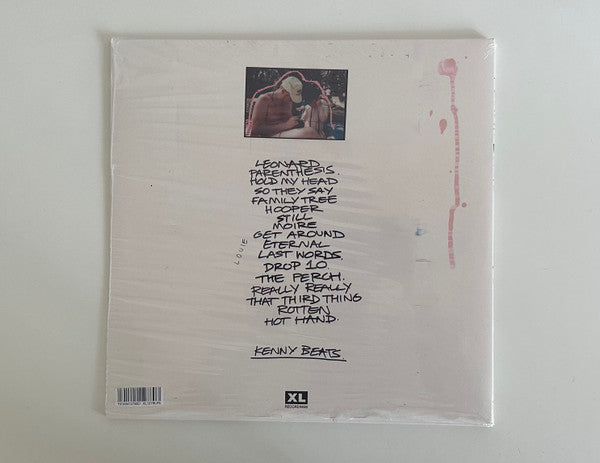 LEONARD
PARENTHESIS.
HOLD MY HEAD
SO THEY SAY
FAMILY TREE
HOOPER
STILL
MOIRE
GET AROUND
ETERNAL
LAST WORDS.
DROP 10.
THE PERCH.
REALLY REALLY
THAT THIRD THING
ROTTEN
HOT HAND.
LOUIE
KENNY BEATS.
XL
RECORDINGS